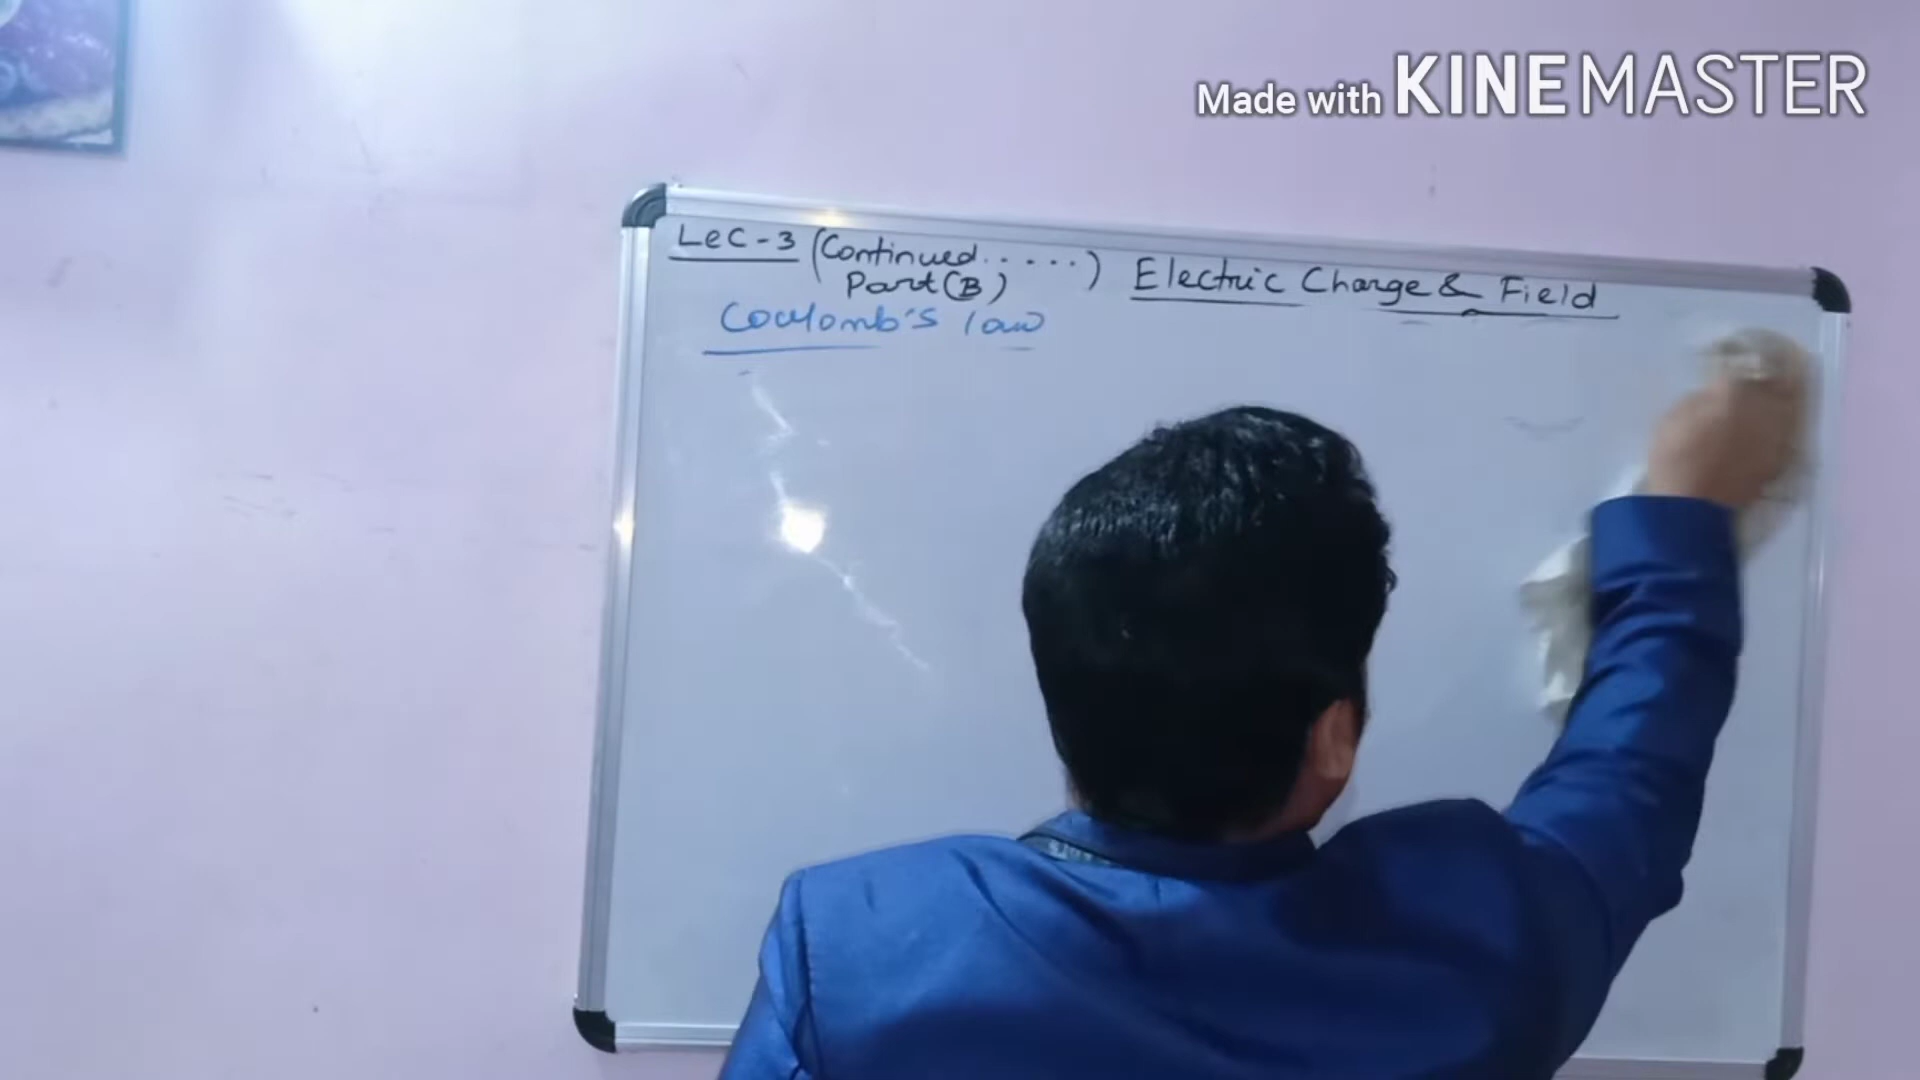 Made with KINEMASTER
Lec-3 (Continued...... Electric Charge & Field
Part (B))
Coulomb's law